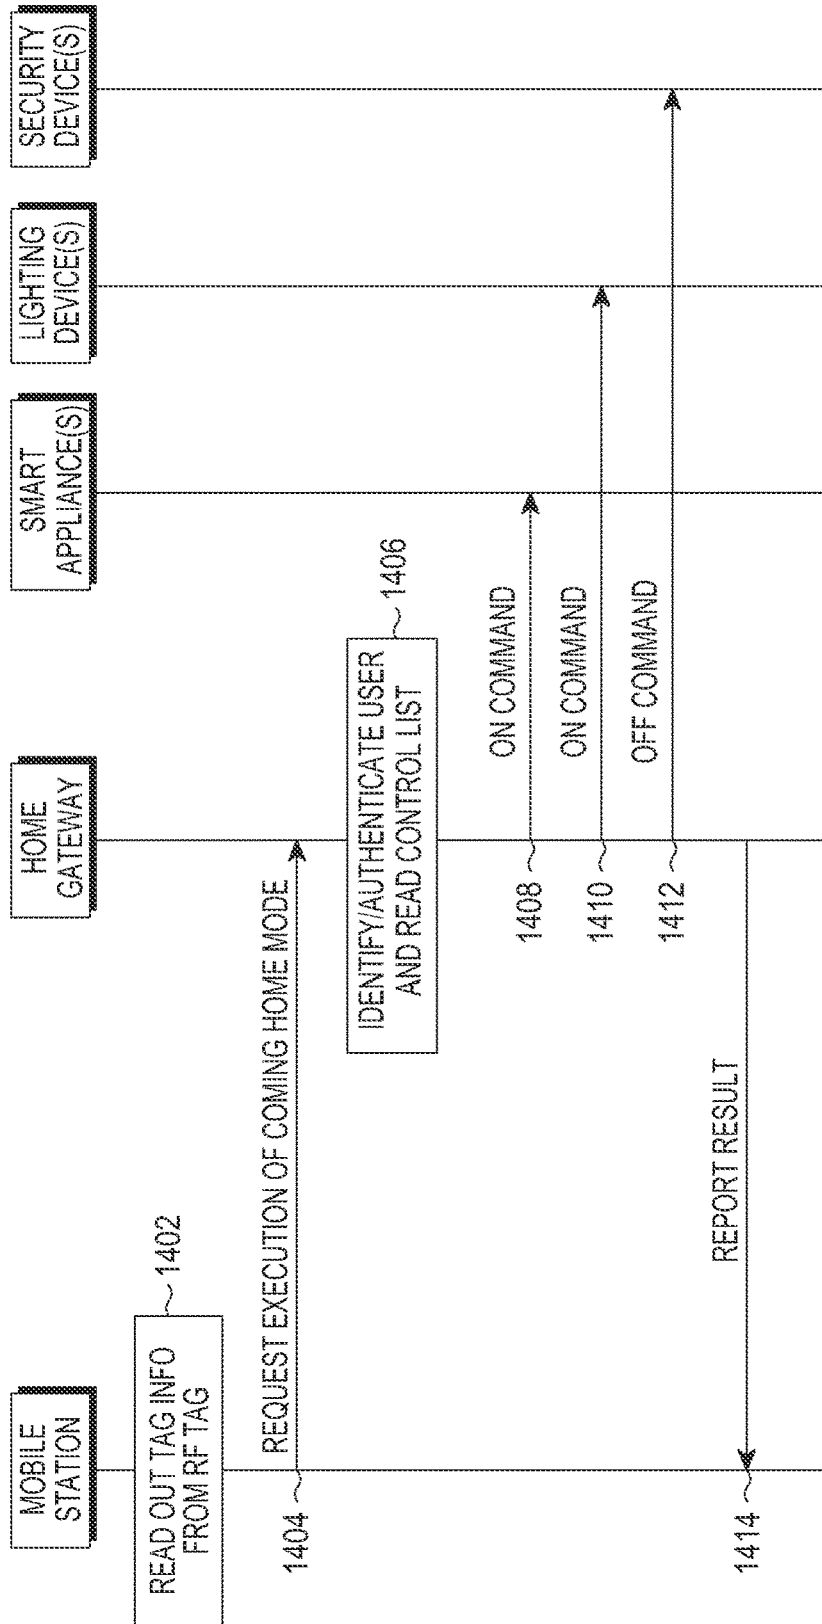 MOBILE
STATION
HOME
GATEWAY
SMART
APPLIANCE(S)
LIGHTING
DEVICE(S)
SECURITY
DEVICE(S)
READ OUT TAG INFO
FROM RF TAG
1402
REQUEST EXECUTION OF COMING HOME MODE
1404
IDENTIFY/AUTHENTICATE USER
AND READ CONTROL LIST
1406
ON COMMAND
1408
ON COMMAND
1410
OFF COMMAND
1412
REPORT RESULT
1414